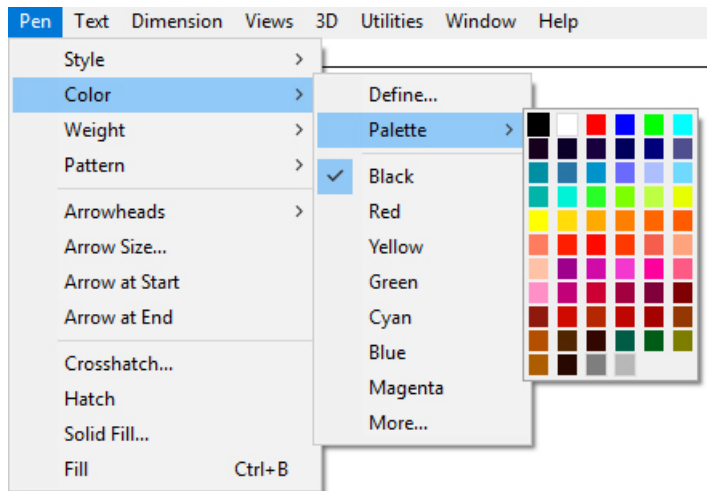 Pen Text Dimension Views 3D Utilities Window Help
Style
Color
Weight
Pattern
Arrowheads
Arrow Size...
Arrow at Start
Arrow at End
Crosshatch...
Hatch
Solid Fill...
Fill Ctrl+B
Define...
Palette
Black
Red
Yellow
Green
Cyan
Blue
Magenta
More...